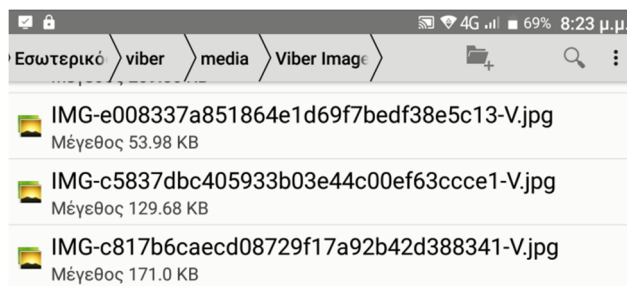 4G 69% 8:23 μ.μ.
Εσωτερικό viber media Viber Image
IMG-e008337a851864e1d69f7bedf38e5c13-V.jpg
Μέγεθος 53.98 KB
IMG-c5837dbc405933b03e44c00ef63ccce1-V.jpg
Μέγεθος 129.68 KB
IMG-c817b6caecd08729f17a92b42d388341-V.jpg
Μέγεθος 171.0 KB